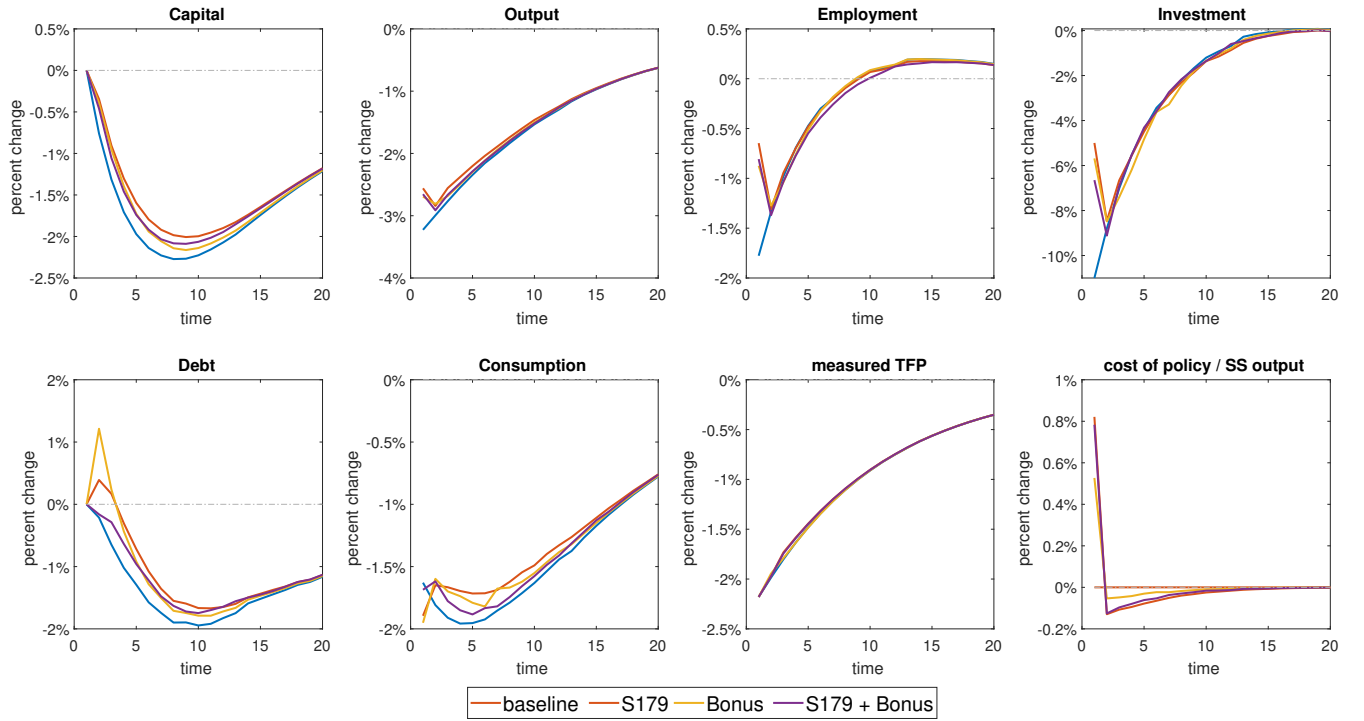 Capital
Output
Employment
Investment
percent change
0.5%
0%
-0.5%
-1%
-1.5%
-2%
-2.5%
0 5 10 15 20
time
percent change
0%
-1%
-2%
-3%
-4%
0 5 10 15 20
time
percent change
0.5%
0%
-0.5%
-1%
-1.5%
-2%
0 5 10 15 20
time
percent change
0%
-2%
-4%
-6%
-8%
-10%
0 5 10 15 20
time
Debt
Consumption
measured TFP
cost of policy / SS output
percent change
2%
1%
0%
-1%
-2%
0 5 10 15 20
time
percent change
0%
-0.5%
-1%
-1.5%
-2%
0 5 10 15 20
time
percent change
0%
-0.5%
-1%
-1.5%
-2%
-2.5%
0 5 10 15 20
time
percent change
1%
0.8%
0.6%
0.4%
0.2%
0%
-0.2%
0 5 10 15 20
time
baseline S179 Bonus S179 + Bonus